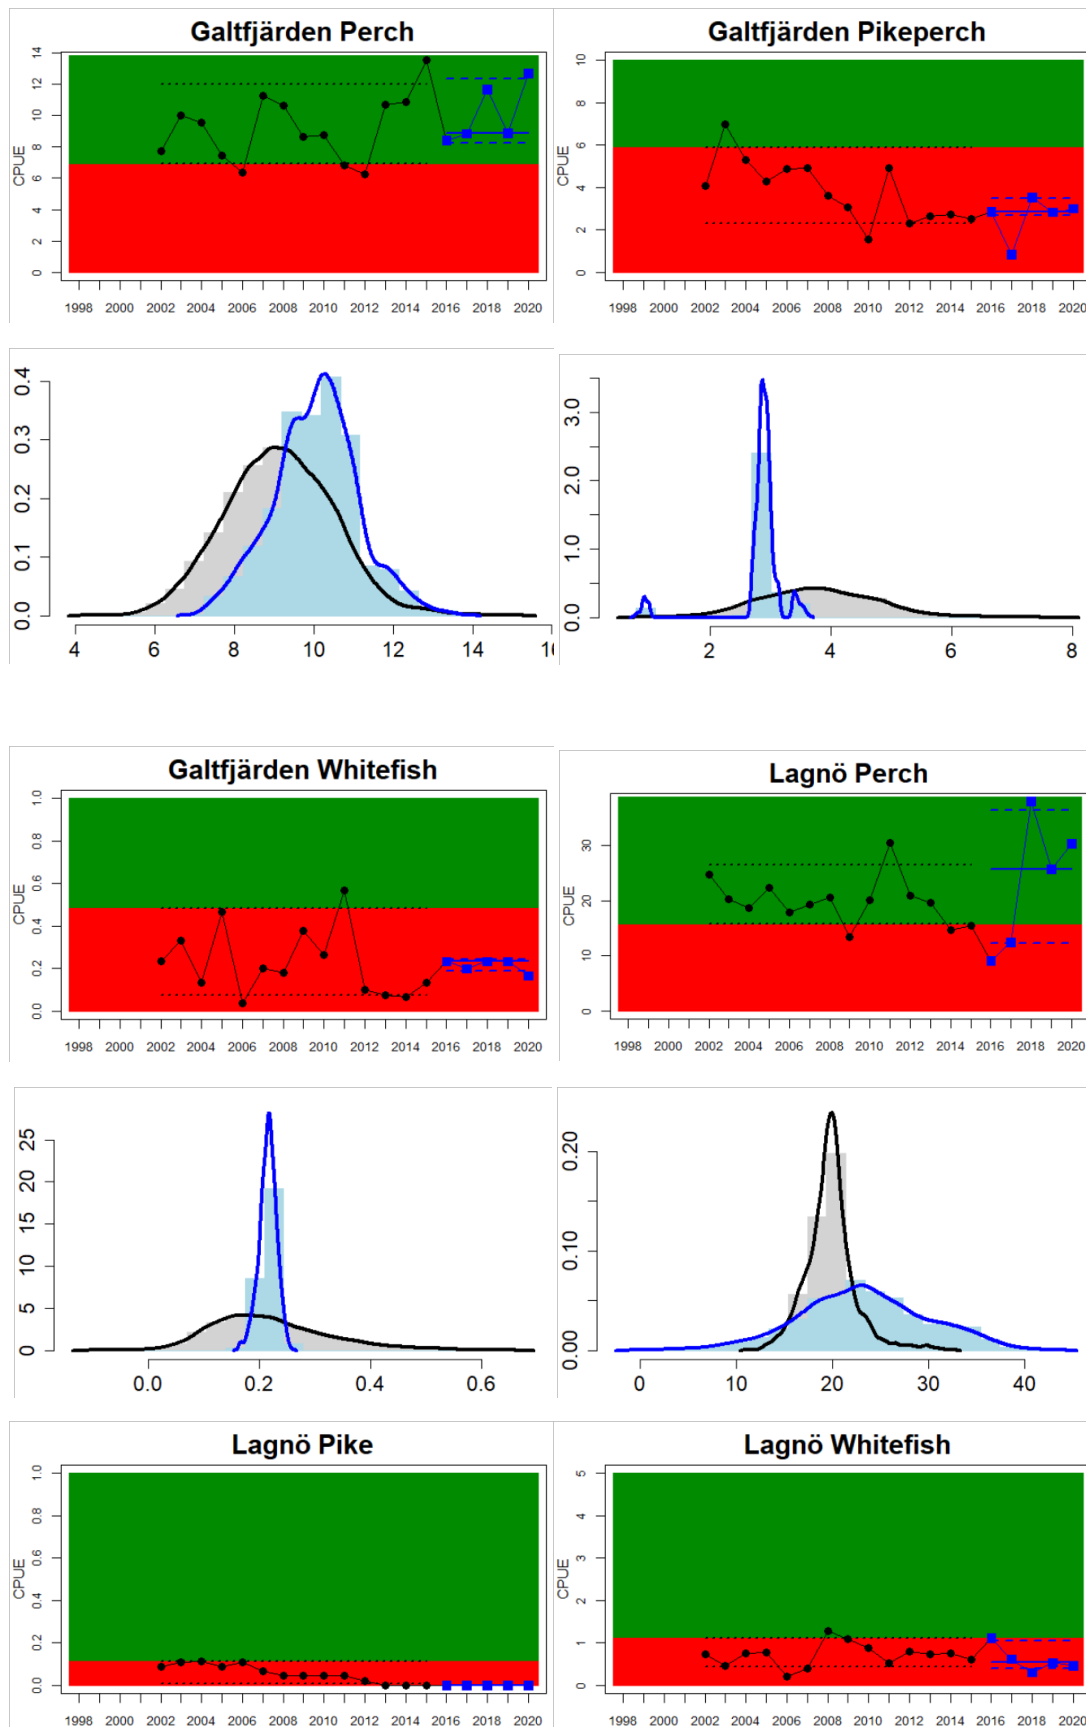 Galtfjärden Perch
CPUE
0 2 4 6 8 10 12 14
1998 2000 2002 2004 2006 2008 2010 2012 2014 2016 2018 2020
Galtfjärden Pikeperch
CPUE
0 2 4 6 8 10
1998 2000 2002 2004 2006 2008 2010 2012 2014 2016 2018 2020
0.0 0.1 0.2 0.3 0.4
4 6 8 10 12 14
0.0 1.0 2.0 3.0
2 4 6 8
Galtfjärden Whitefish
CPUE
0.0 0.2 0.4 0.6 0.8 1.0
1998 2000 2002 2004 2006 2008 2010 2012 2014 2016 2018 2020
Lagnö Perch
CPUE
0 10 20 30
1998 2000 2002 2004 2006 2008 2010 2012 2014 2016 2018 2020
0 5 10 15 20 25
0.0 0.2 0.4 0.6
0.00 0.10 0.20
0 10 20 30 40
Lagnö Pike
CPUE
0.0 0.2 0.4 0.6 0.8 1.0
1998 2000 2002 2004 2006 2008 2010 2012 2014 2016 2018 2020
Lagnö Whitefish
CPUE
0 1 2 3 4 5
1998 2000 2002 2004 2006 2008 2010 2012 2014 2016 2018 2020